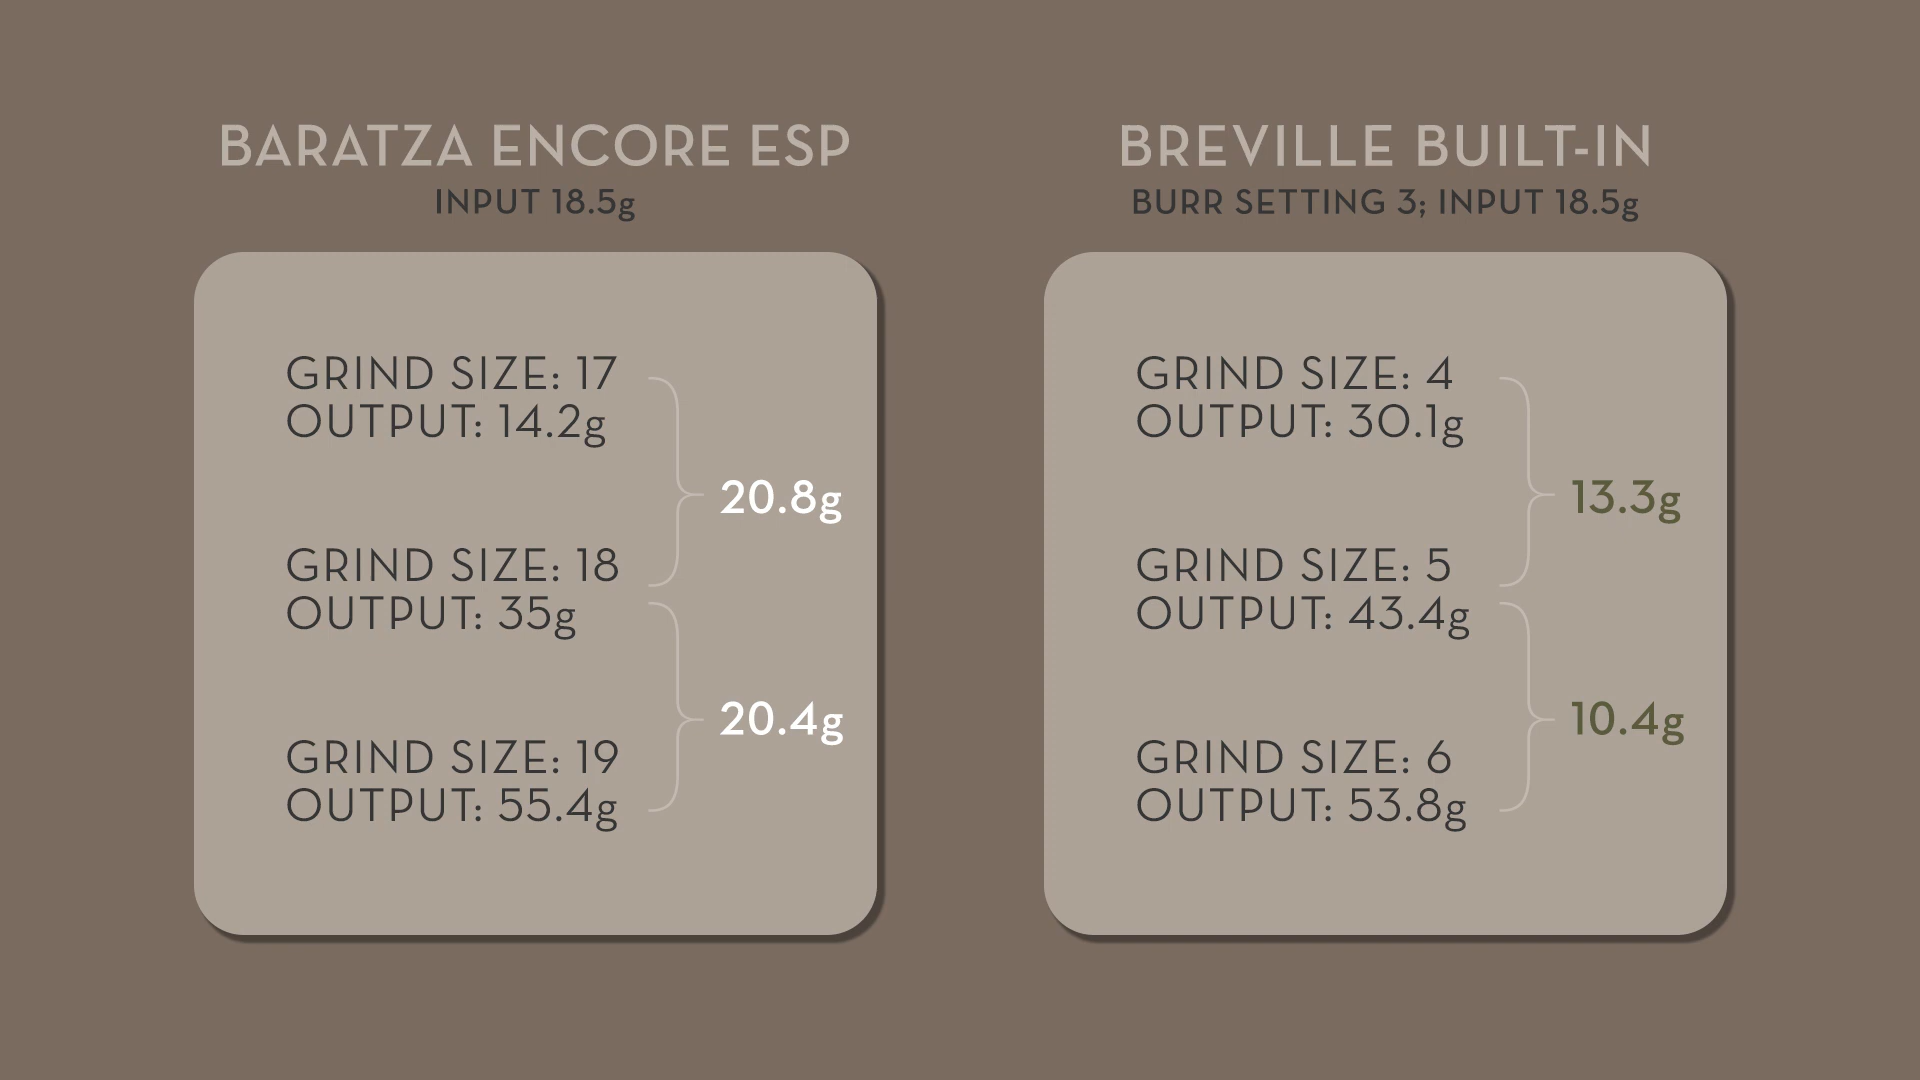 BARATZA ENCORE ESP
INPUT 18.5g
GRIND SIZE: 17
OUTPUT: 14.2g
20.8g
GRIND SIZE: 18
OUTPUT: 35g
20.4g
GRIND SIZE: 19
OUTPUT: 55.4g
BREVILLE BUILT-IN
BURR SETTING 3; INPUT 18.5g
GRIND SIZE: 4
OUTPUT: 30.1g
13.3g
GRIND SIZE: 5
OUTPUT: 43.4g
10.4g
GRIND SIZE: 6
OUTPUT: 53.8g